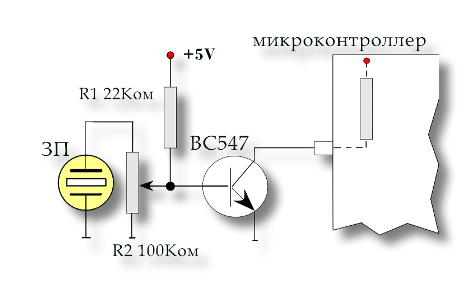 микроконтроллер
+5V
R1 22Ком
ЗП
BC547
R2 100Ком